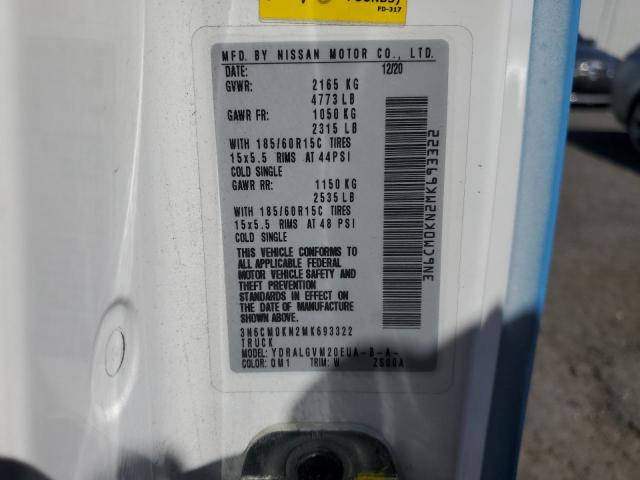 POUNDS)
FD-317
MFD. BY NISSAN MOTOR CO., LTD.
DATE: 12/20
GVWR: 2165 KG
4773 LB
GAWR FR: 1050 KG
2315 LB
WITH 185/60R15C TIRES
15x5.5 RIMS AT 44PSI
COLD SINGLE
GAWR RR: 1150 KG
2535 LB
WITH 185/60R15C TIRES
15x5.5 RIMS AT 48 PSI
COLD SINGLE
THIS VEHICLE CONFORMS TO
ALL APPLICABLE FEDERAL
MOTOR VEHICLE SAFETY AND
THEFT PREVENTION
STANDARDS IN EFFECT ON
THE DATE OF MANUFACTURE
SHOWN ABOVE.
3N6CM0KN2MK693322
TRUCK
MODEL: YDRALGVM20EUA-B-A-
COLOR: QM1 TRIM: W
3N6CM0KN2MK693322